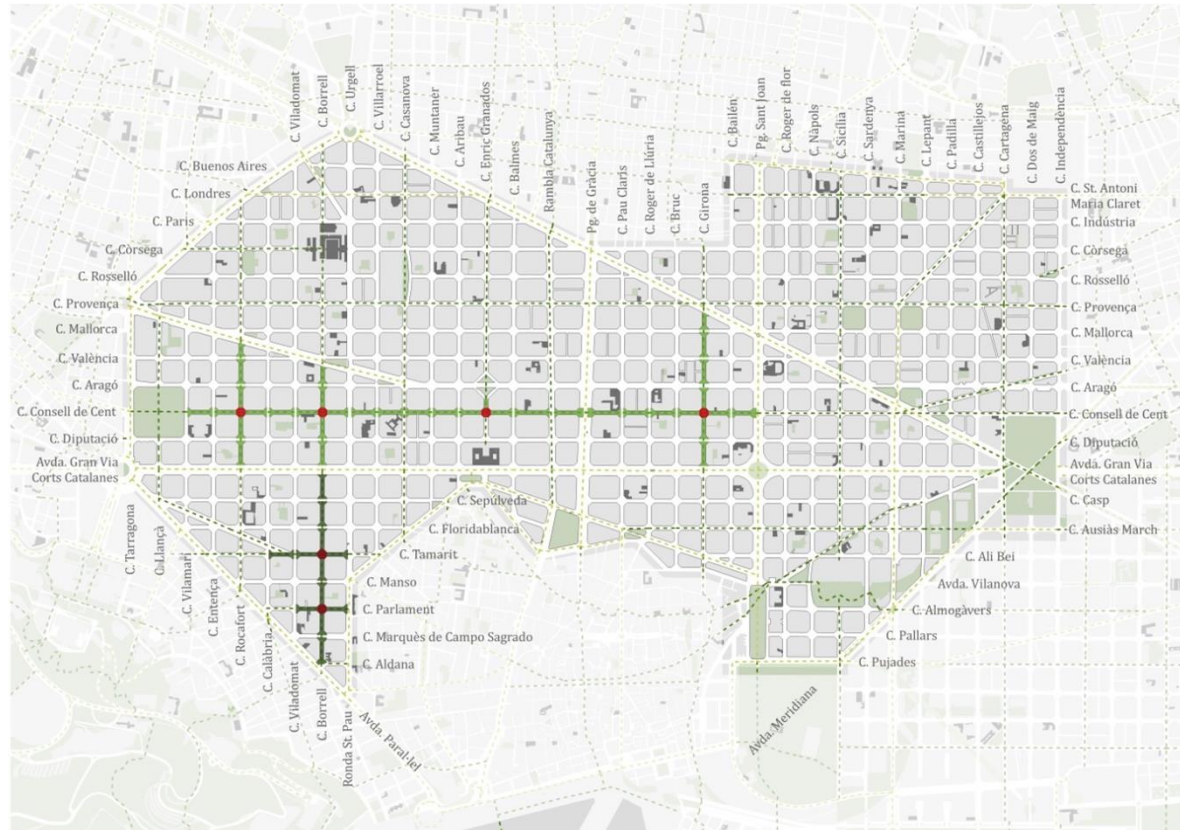 C. Viladomat
C. Borrell
C. Urgell
C. Villarroel
C. Casanova
C. Muntaner
C. Aribau
C. Enric Granados
C. Balmes
Rambla Catalunya
Pg. de Gràcia
C. Pau Claris
C. Roger de Llúria
C. Bruc
C. Girona
C. Bailén
Pg. Sant Joan
C. Roger de flor
C. Nàpols
C. Sicília
C. Sardenya
C. Marina
C. Lepant
C. Padilla
C. Castillejos
C. Cartagena
C. Dos de Maig
C. Independència
C. Buenos Aires
C. Londres
C. Paris
C. Còrsega
C. Rosselló
C. Provença
C. Mallorca
C. València
C. Aragó
C. Consell de Cent
C. Diputació
Avda. Gran Via
Corts Catalanes
C. St. Antoni
Maria Claret
C. Indústria
C. Còrsega
C. Rosselló
C. Provença
C. Mallorca
C. València
C. Aragó
C. Consell de Cent
C. Diputació
Avda. Gran Via
Corts Catalanes
C. Casp
C. Ausiàs March
C. Ali Bei
Avda. Vilanova
C. Almogàvers
C. Pallars
C. Pujades
C. Sepúlveda
C. Floridablanca
C. Tamarit
C. Manso
C. Parlament
C. Marquès de Campo Sagrado
C. Aldana
C. Tarragona
C. Llançà
C. Vilamarí
C. Entença
C. Rocafort
C. Calàbria
C. Viladomat
C. Borrell
Ronda St. Pau
Avda. Paral·lel
Avda. Meridiana